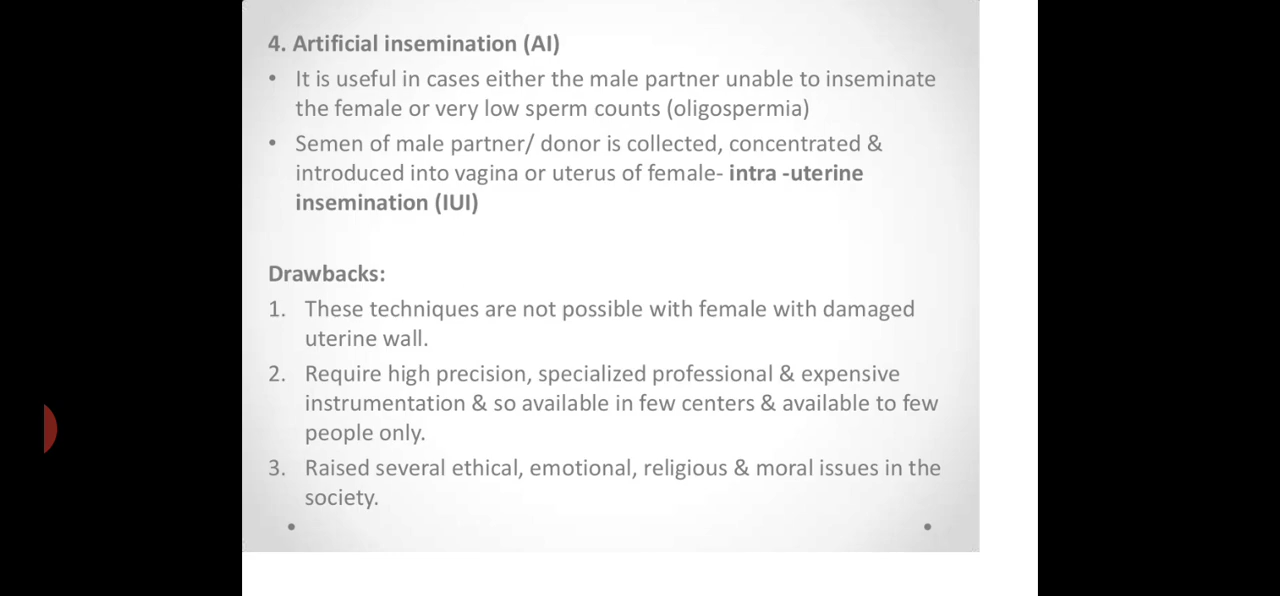 4. Artificial insemination (AI)
• It is useful in cases either the male partner unable to inseminate
the female or very low sperm counts (oligospermia)
• Semen of male partner/ donor is collected, concentrated &
introduced into vagina or uterus of female- intra -uterine
insemination (IUI)
Drawbacks:
1. These techniques are not possible with female with damaged
uterine wall.
2. Require high precision, specialized professional & expensive
instrumentation & so available in few centers & available to few
people only.
3. Raised several ethical, emotional, religious & moral issues in the
society.